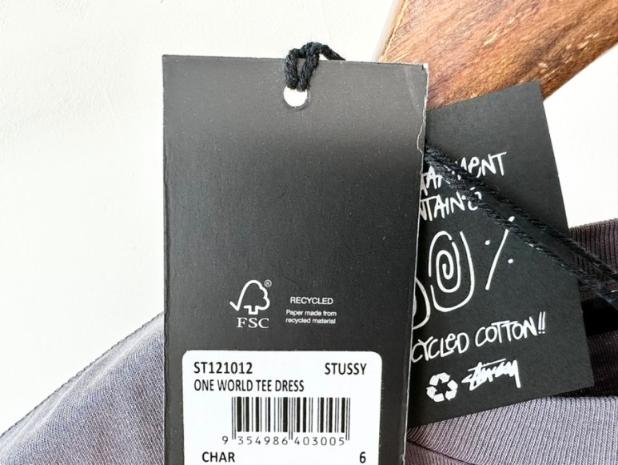 FSC
RECYCLED
Paper made from
recycled material
ST121012 STUSSY
ONE WORLD TEE DRESS
9 354986 403005
CHAR 6
%
CYCLED COTTON!!
Stussy